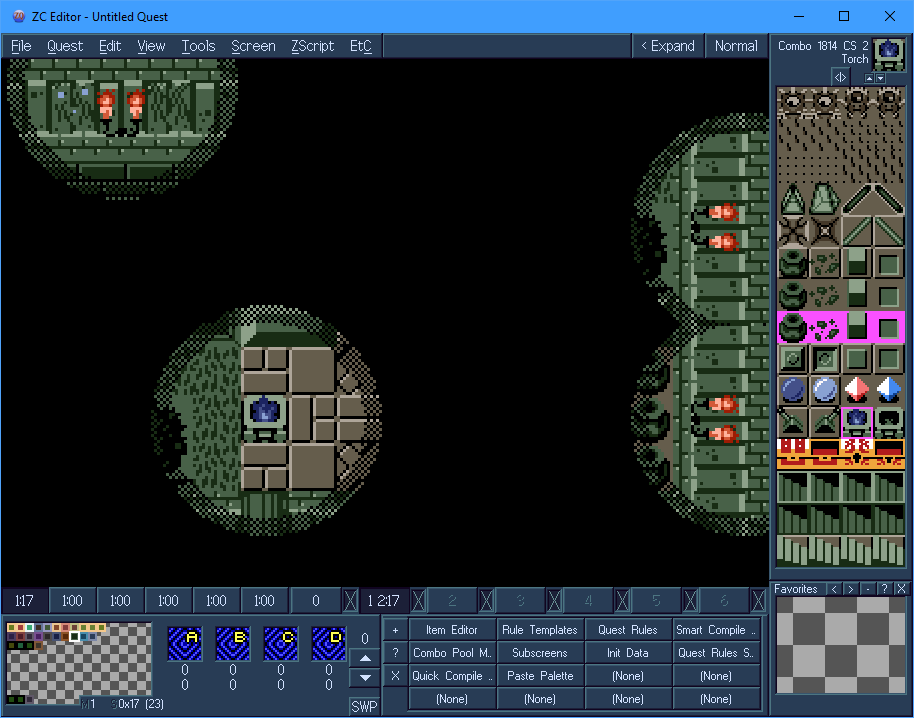 ZC Editor - Untitled Quest
File Quest Edit View Tools Screen ZScript EtC < Expand Normal
Combo 1814 CS 2
Torch
1:17 1:00 1:00 1:00 1:00 1:00 0 1 2:17 2 3 4 5 6
Favorites < > - ? X
A B C D 0
0 0 0 0
0 0 0 0
SWP
+ Item Editor Rule Templates Quest Rules Smart Compile ..
? Combo Pool M.. Subscreens Init Data Quest Rules S..
X Quick Compile .. Paste Palette (None) (None)
(None) (None) (None) (None)
0x17 (23)